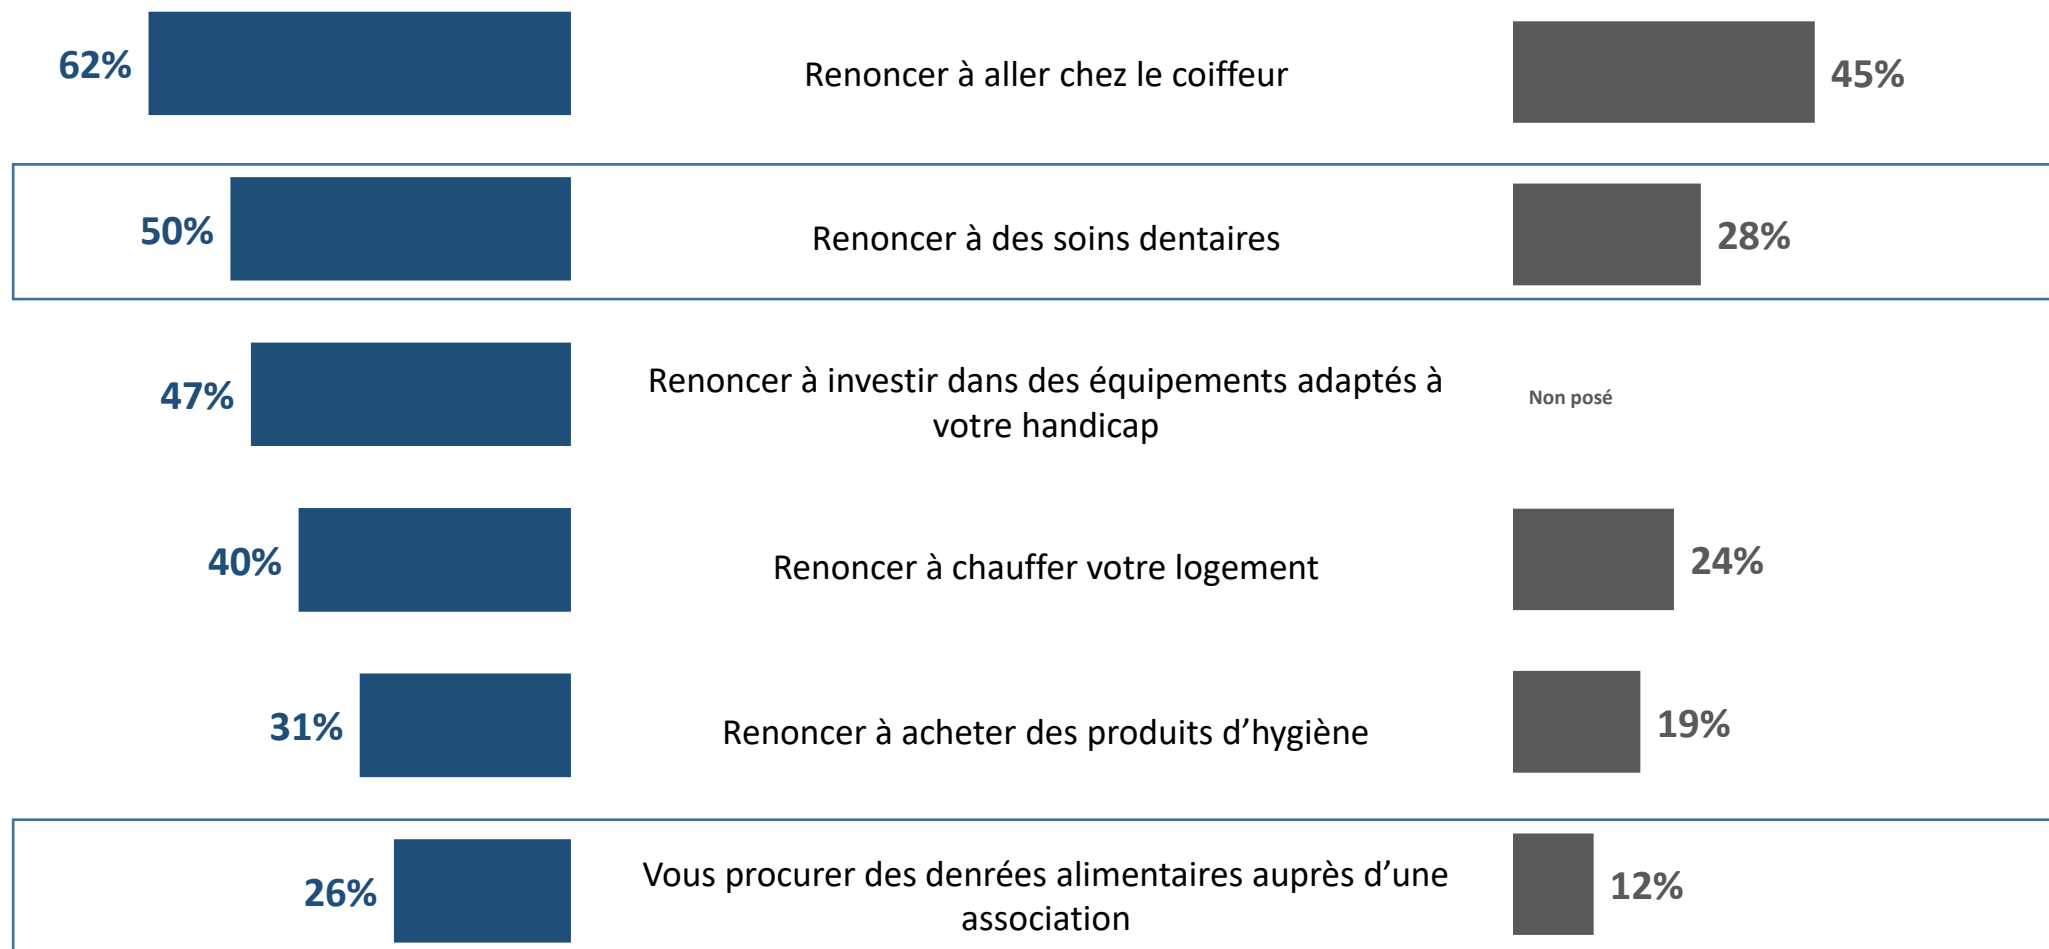 62%
Renoncer à aller chez le coiffeur
45%
50%
Renoncer à des soins dentaires
28%
47%
Renoncer à investir dans des équipements adaptés à
votre handicap
Non posé
40%
Renoncer à chauffer votre logement
24%
31%
Renoncer à acheter des produits d’hygiène
19%
26%
Vous procurer des denrées alimentaires auprès d’une
association
12%